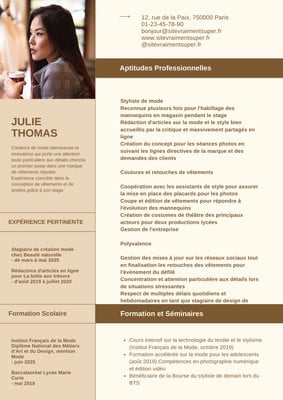 12, rue de la Paix, 750000 Paris
01-23-45-78-90
bonjour@sitevraimentsuper.fr
www.sitevraimentsuper.fr
@sitevraimentsuper.fr
Aptitudes Professionnelles
Styliste de mode
Reconnue plusieurs fois pour l'habillage des
mannequins en magasin pendant le stage
Rédaction d'articles sur la mode et le style bien
accueillis par la critique et massivement partagés en
ligne
Création du concept pour les séances photos en
suivant les lignes directives de la marque et des
demandes des clients
Coutures et retouches de vêtements
Coopération avec les assistants de style pour assurer
la mise en place des placards pour les photos
Coupe et édition de vêtements pour répondre à
l'évolution des mannequins
Création de costumes de théâtre des principaux
acteurs pour deux productions lycées
Gestion de l'entreprise
Polyvalence
Gestion des mises à jour sur les réseaux sociaux tout
en finalisation les retouches des vêtements pour
l'événement du défilé
Concentration et attention particulière aux détails lors
de situations stressantes
Respect de multiples délais quotidiens et
hebdomadaires en tant que stagiaire de design de
JULIE
THOMAS
Créatrice de mode talentueuse et
innovatrice qui porte une attention
toute particulière aux détails cherche
un premier poste dans une marque
de vêtements réputés.
Expérience concrète dans la
conception de vêtements et de
textiles grâce à son stage.
EXPÉRIENCE PERTINENTE
Stagiaire de création mode
chez Beauté naturelle
- de mars à mai 2025
Rédactrice d'articles en ligne
pour La boîte aux trésors
- d'août 2019 à juillet 2020
Formation Scolaire
Institut Français de la Mode
Diplôme National des Métiers
d'Art et du Design, mention
Mode
- juin 2025
Baccalauréat Lycée Marie
Curie
- mai 2019
Formation et Séminaires
Cours intensif sur la technologie du textile et le stylisme
(Institut Français de la Mode, octobre 2019)
Formation accélérée sur la mode pour les adolescents
(août 2019) Compétences en photographie numérique
et édition vidéo
Bénéficiaire de la Bourse du styliste de demain lors du
BTS